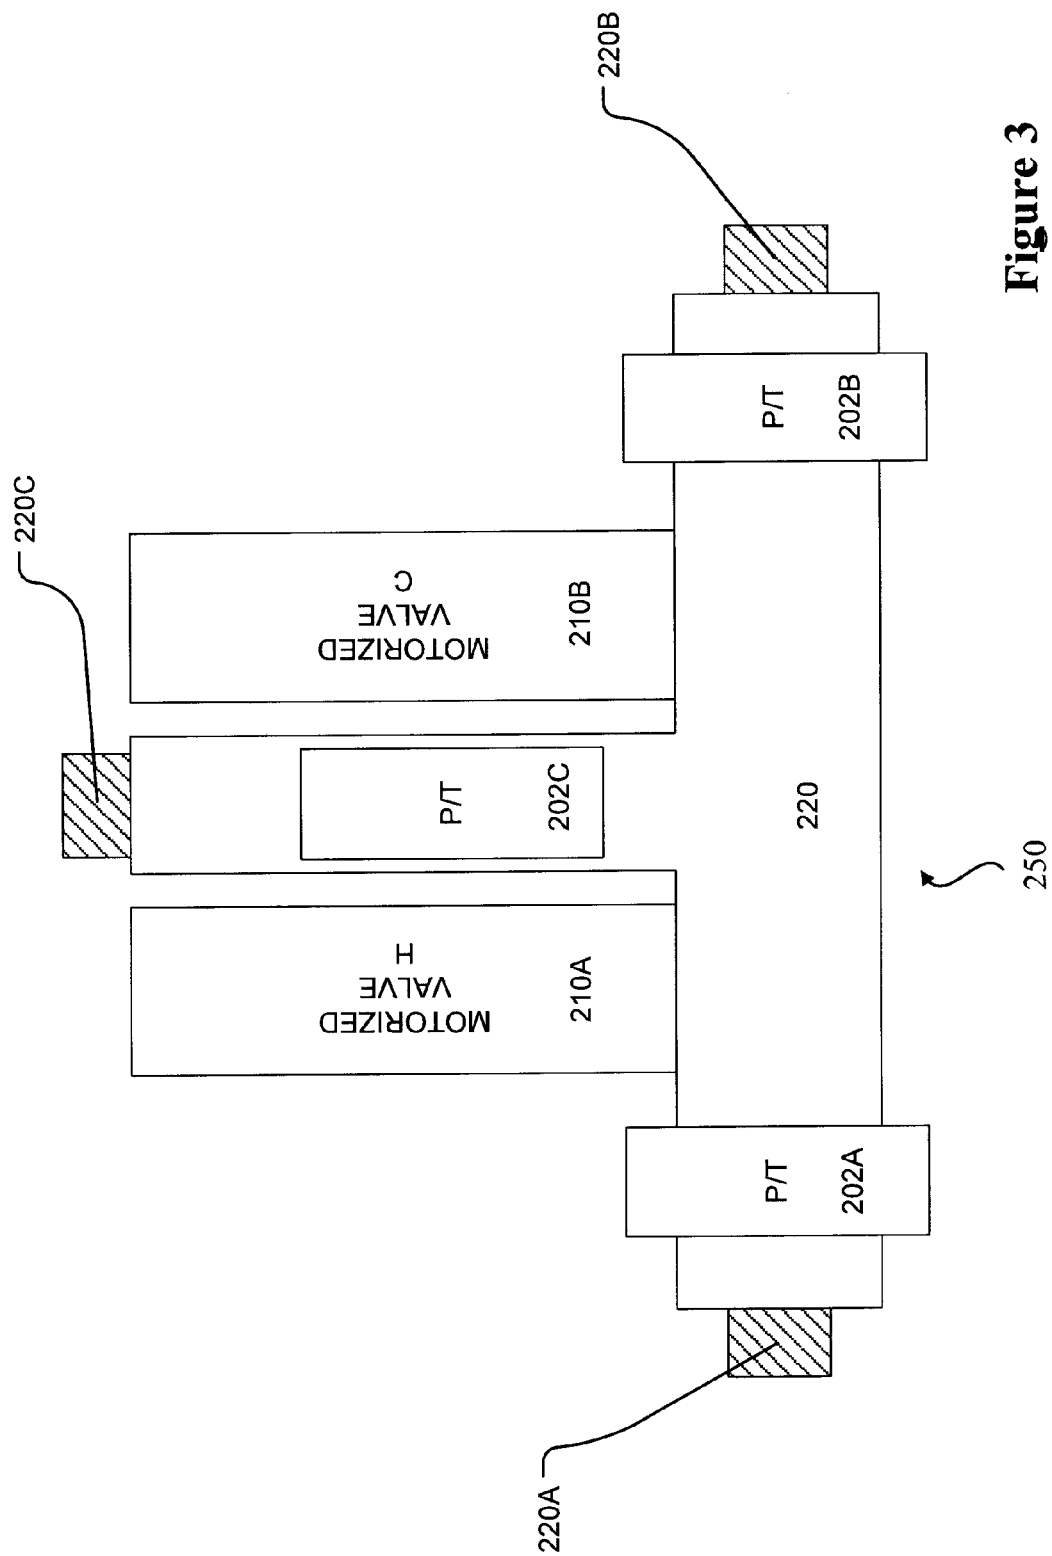 220C
220B
220A
MOTORIZED
VALVE
H
210A
P/T
202C
MOTORIZED
VALVE
C
210B
P/T
202A
220
P/T
202B
250
Figure 3